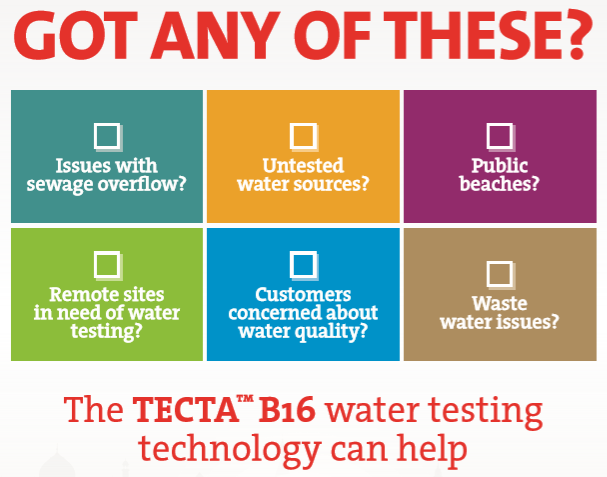 GOT ANY OF THESE?
Issues with
sewage overflow?
Untested
water sources?
Public
beaches?
Remote sites
in need of water
testing?
Customers
concerned about
water quality?
Waste
water issues?
The TECTA™ B16 water testing
technology can help